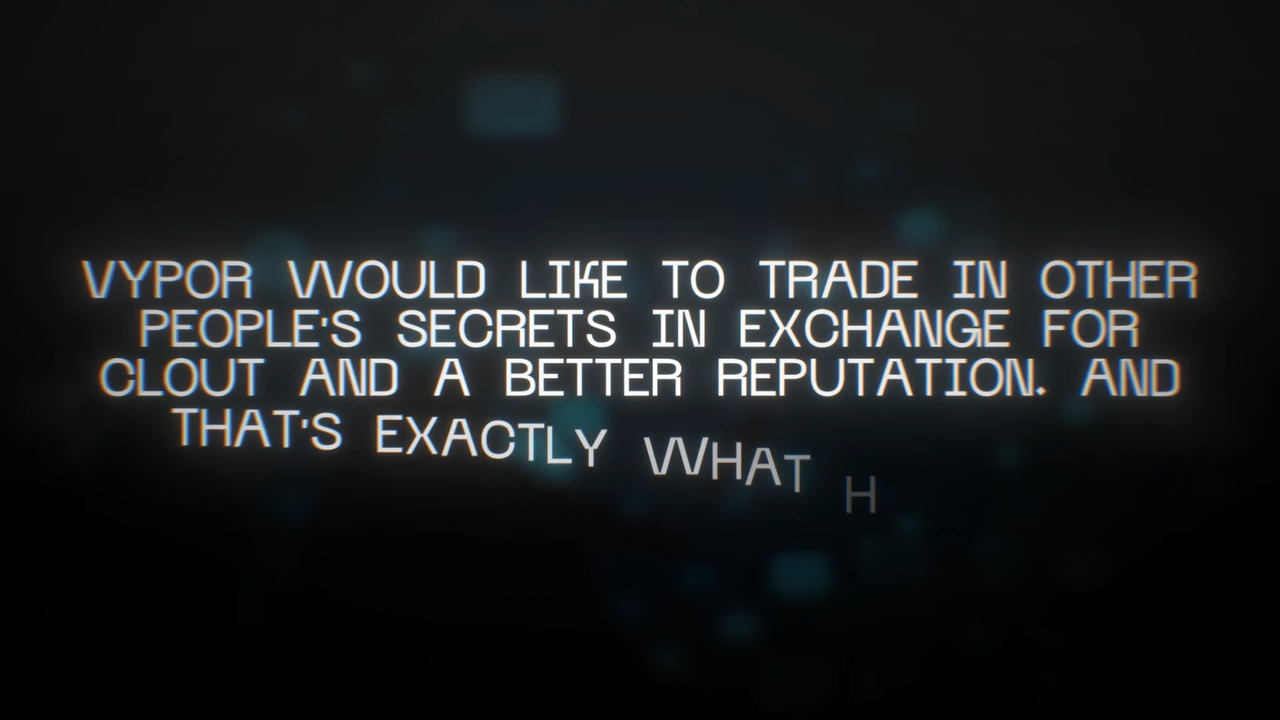 VYPOR WOULD LIKE TO TRADE IN OTHER
PEOPLE'S SECRETS IN EXCHANGE FOR
CLOUT AND A BETTER REPUTATION. AND
THAT'S EXACTLY WHAT H